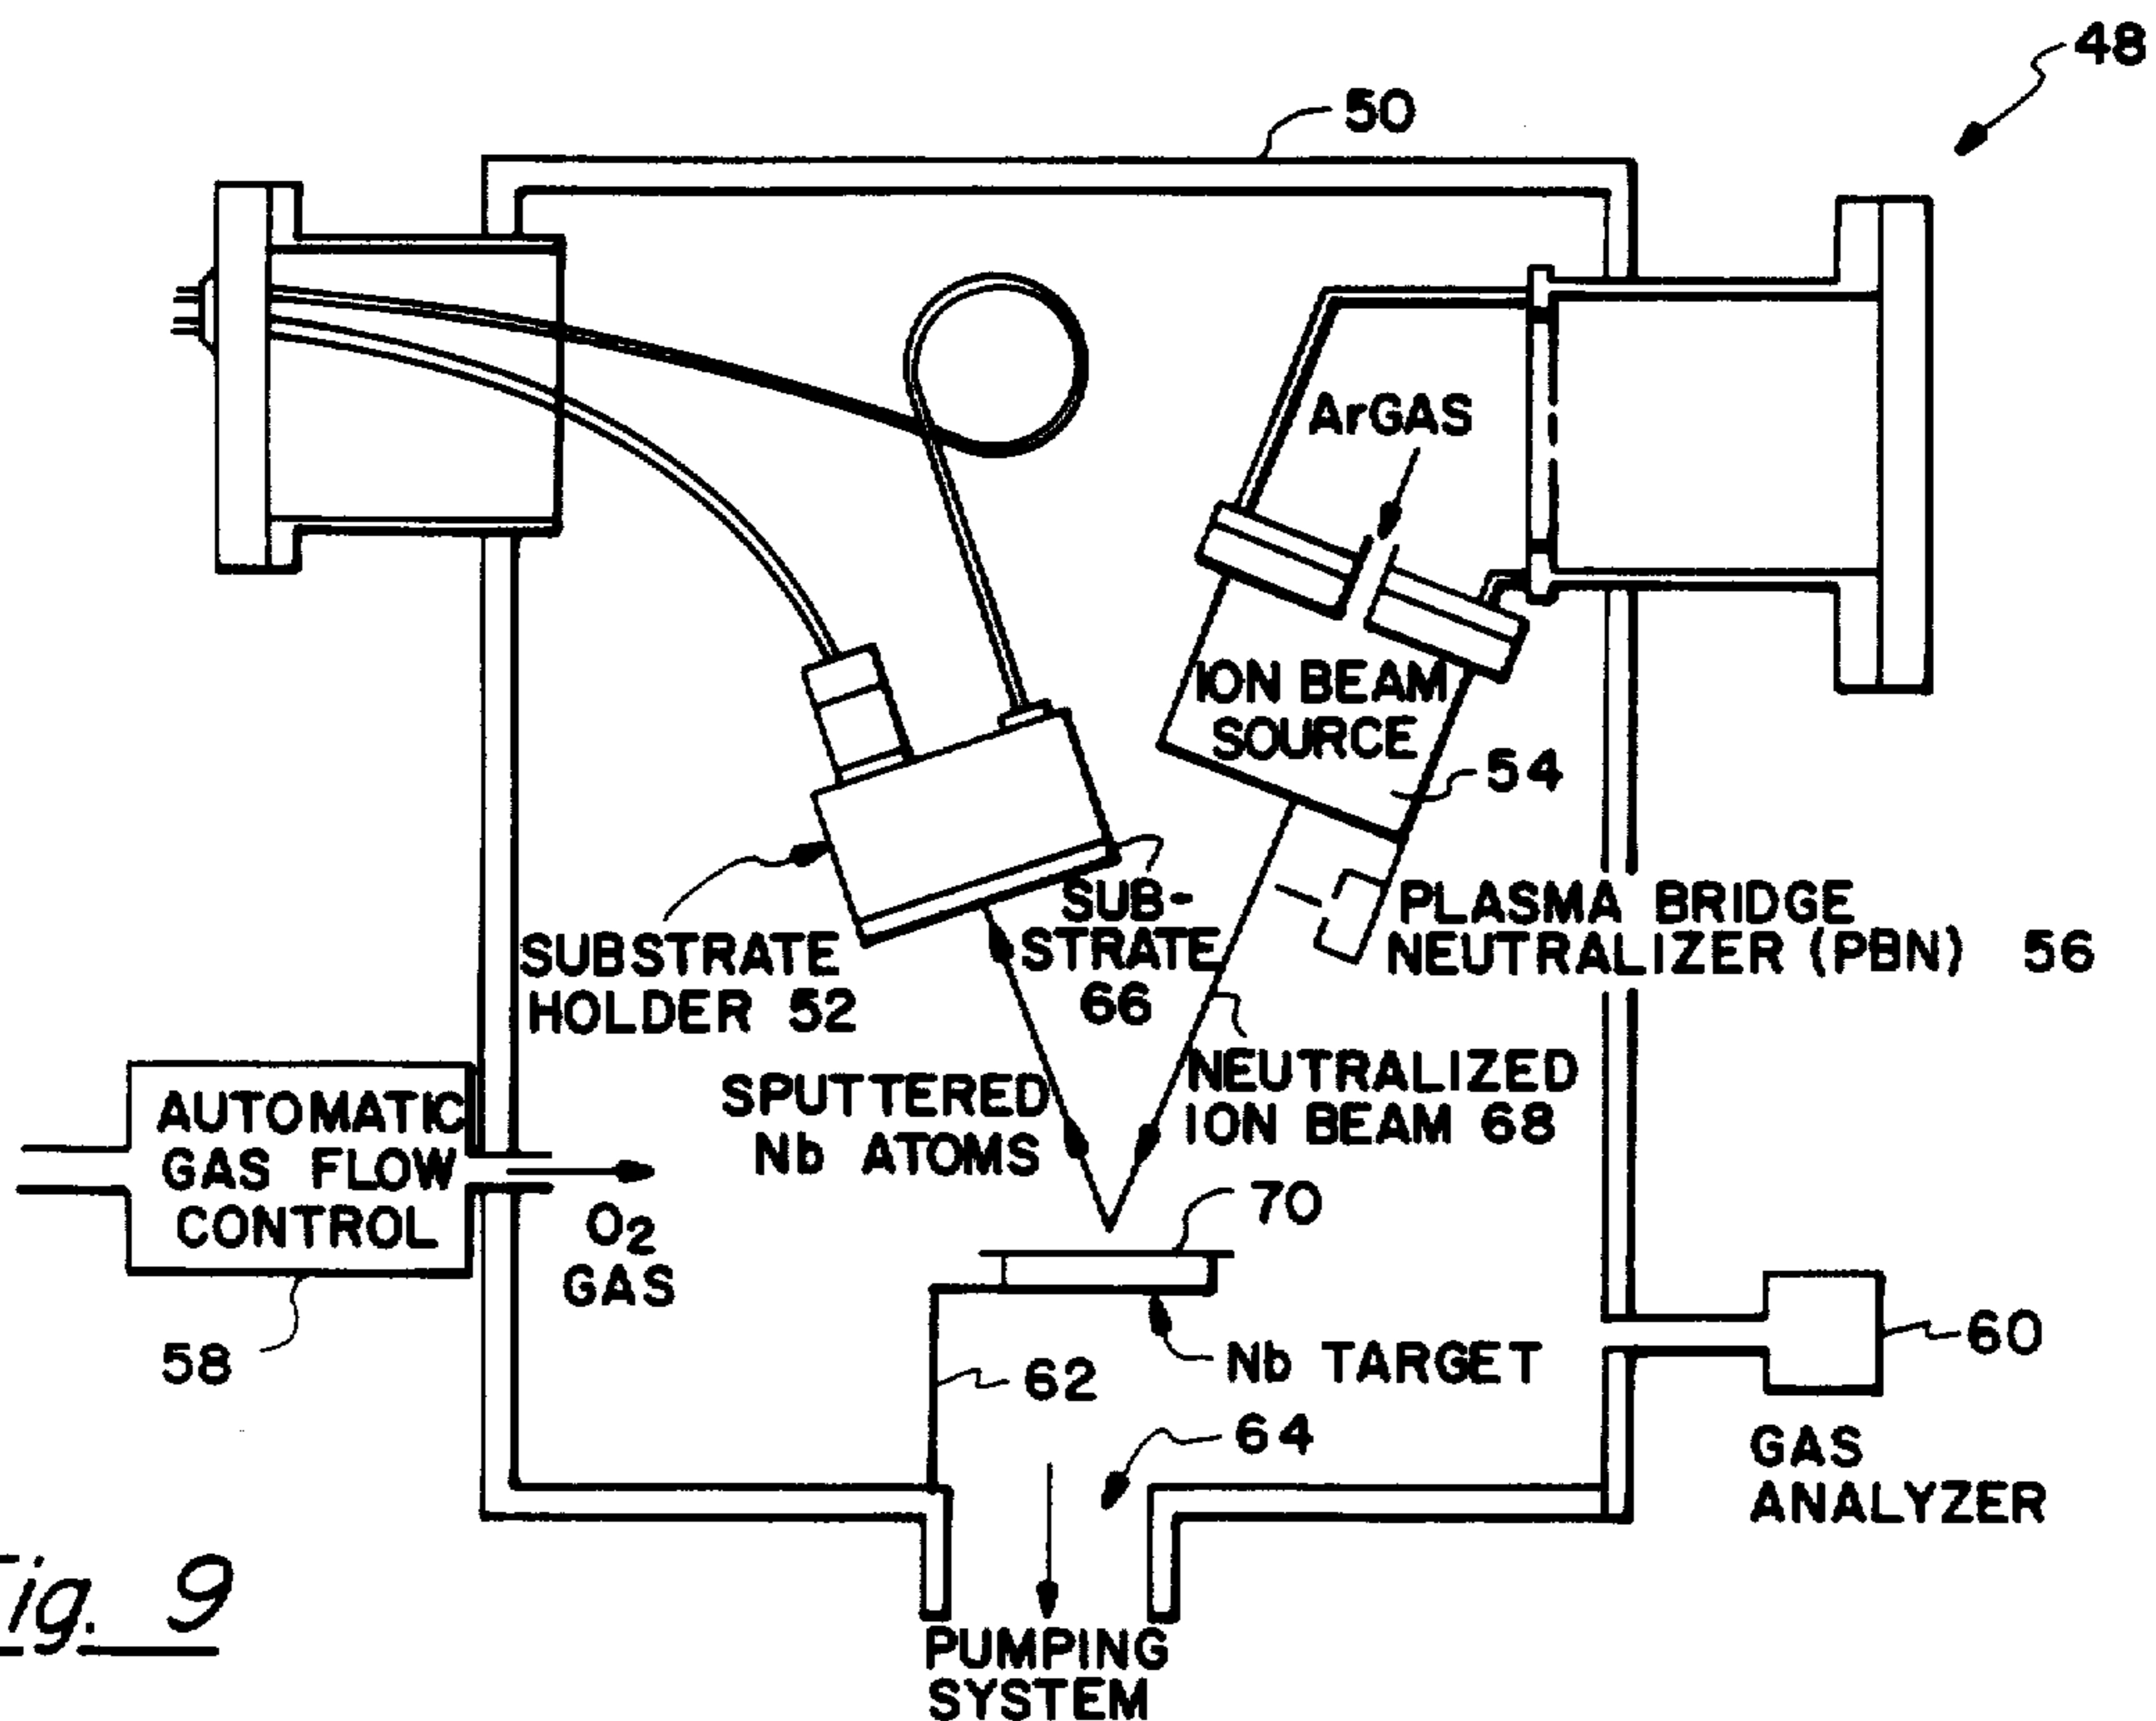 48
50
ArGAS
ION BEAM
SOURCE
54
SUB-
STRATE
66
PLASMA BRIDGE
NEUTRALIZER (PBN) 56
SUBSTRATE
HOLDER 52
NEUTRALIZED
ION BEAM 68
SPUTTERED
Nb ATOMS
AUTOMATIC
GAS FLOW
CONTROL
O2
GAS
58
70
Nb TARGET
60
62
64
GAS
ANALYZER
PUMPING
SYSTEM
Fig. 9